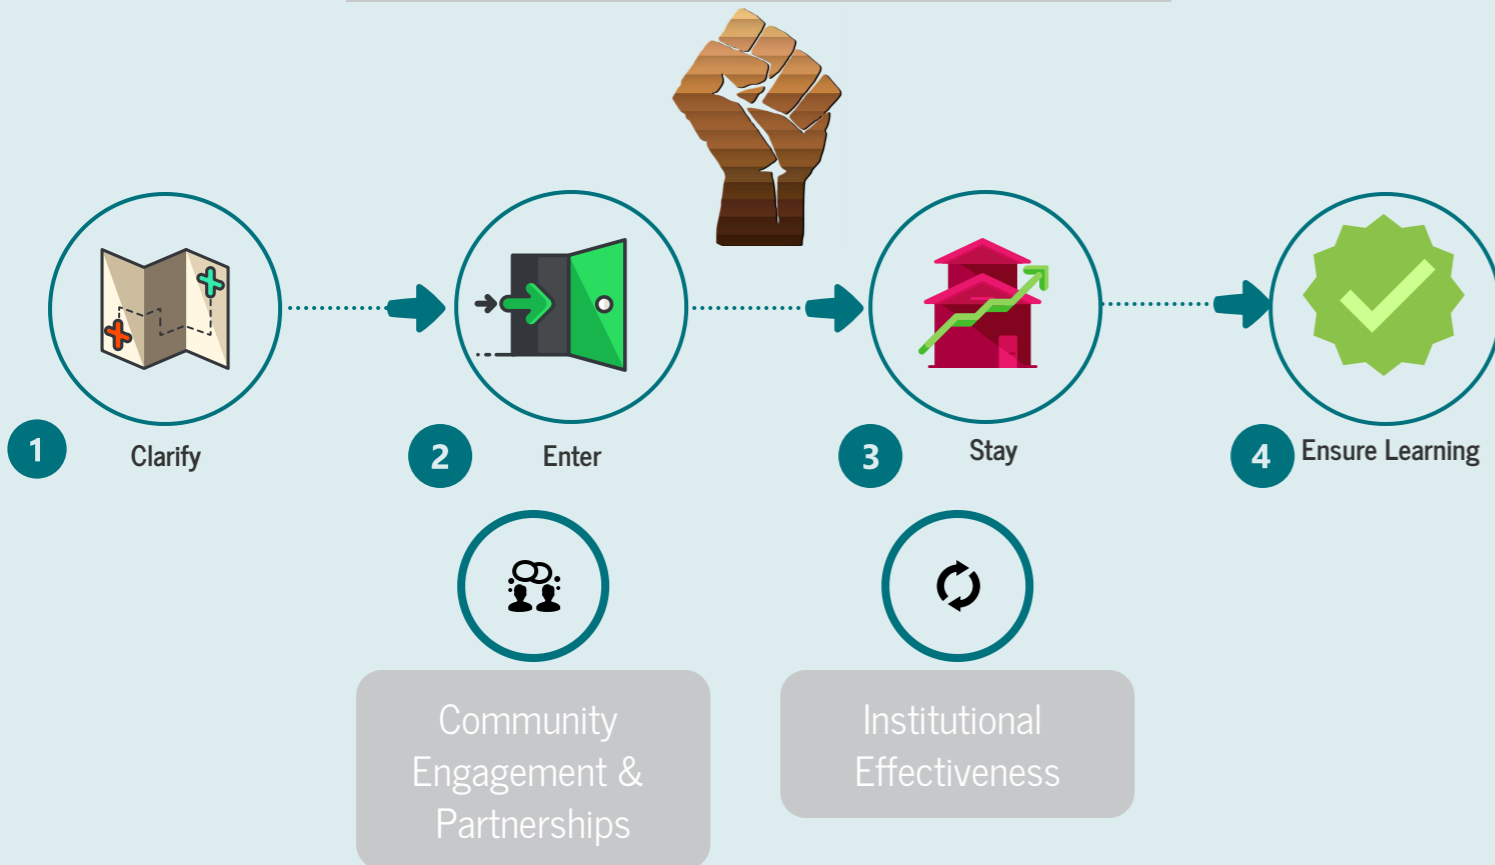 1
Clarify
2
Enter
3
Stay
4
Ensure Learning
Community
Engagement &
Partnerships
Institutional
Effectiveness